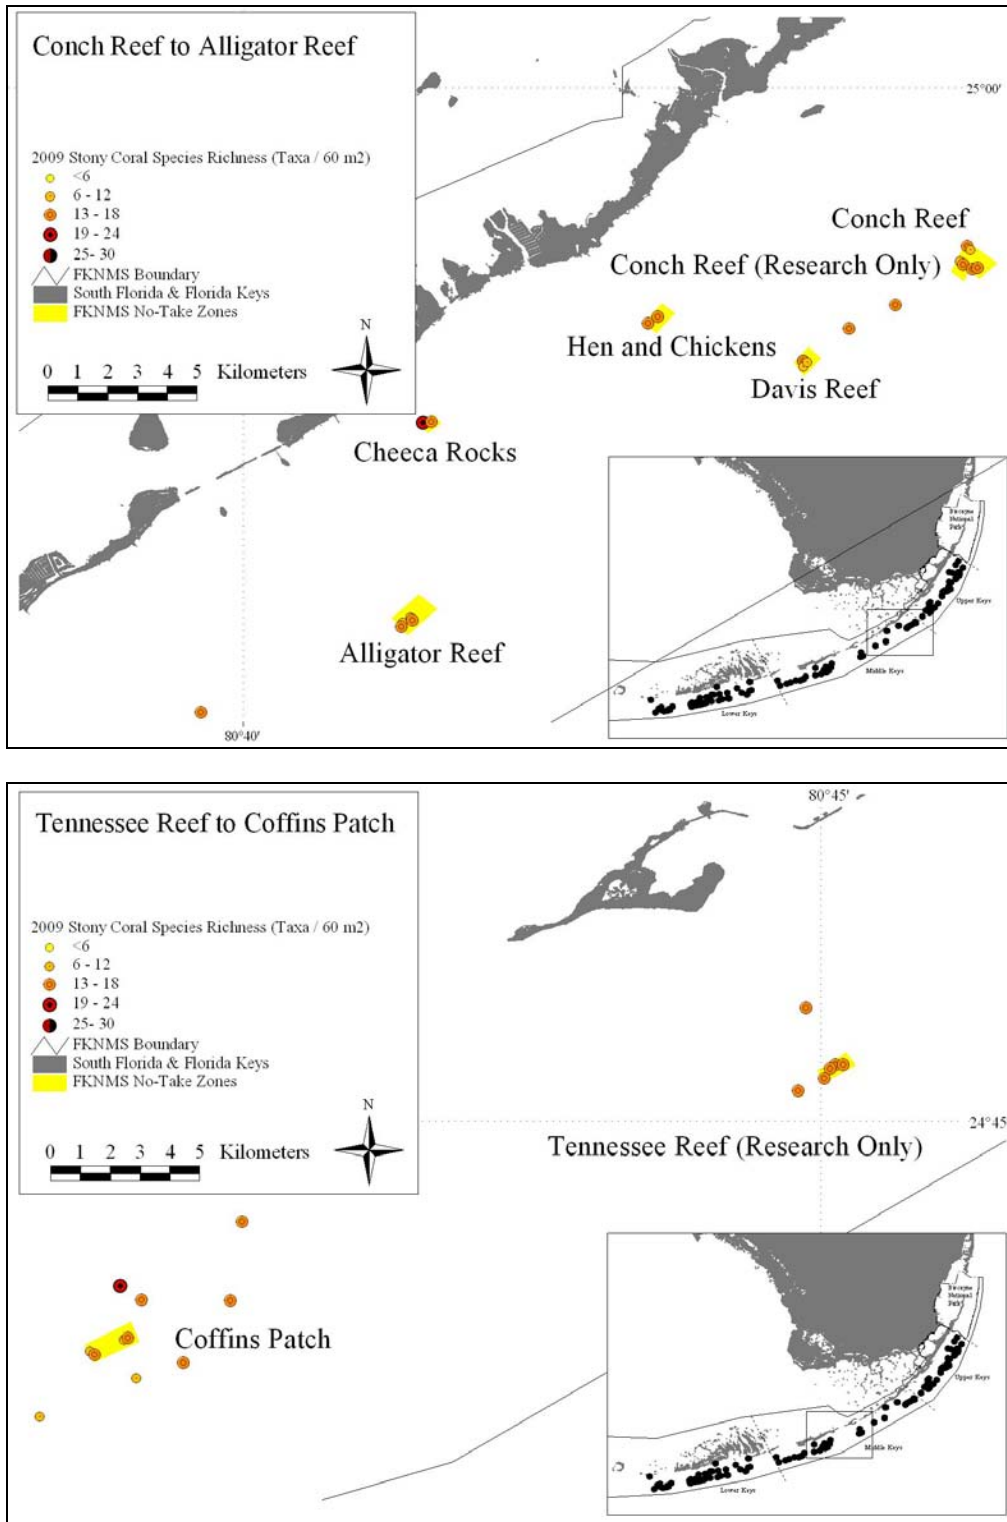 Conch Reef to Alligator Reef
2009 Stony Coral Species Richness (Taxa / 60 m2)
<6
6 - 12
13 - 18
19 - 24
25- 30
FKNMS Boundary
South Florida & Florida Keys
FKNMS No-Take Zones
N
0 1 2 3 4 5 Kilometers
25°00'
Conch Reef
Conch Reef (Research Only)
Hen and Chickens
Davis Reef
Cheeca Rocks
Alligator Reef
80°40'
Biscayne
National
Park
Upper Keys
Middle Keys
Lower Keys
Tennessee Reef to Coffins Patch
2009 Stony Coral Species Richness (Taxa / 60 m2)
<6
6 - 12
13 - 18
19 - 24
25- 30
FKNMS Boundary
South Florida & Florida Keys
FKNMS No-Take Zones
N
0 1 2 3 4 5 Kilometers
80°45'
24°45'
Tennessee Reef (Research Only)
Coffins Patch
Biscayne
National
Park
Upper Keys
Middle Keys
Lower Keys